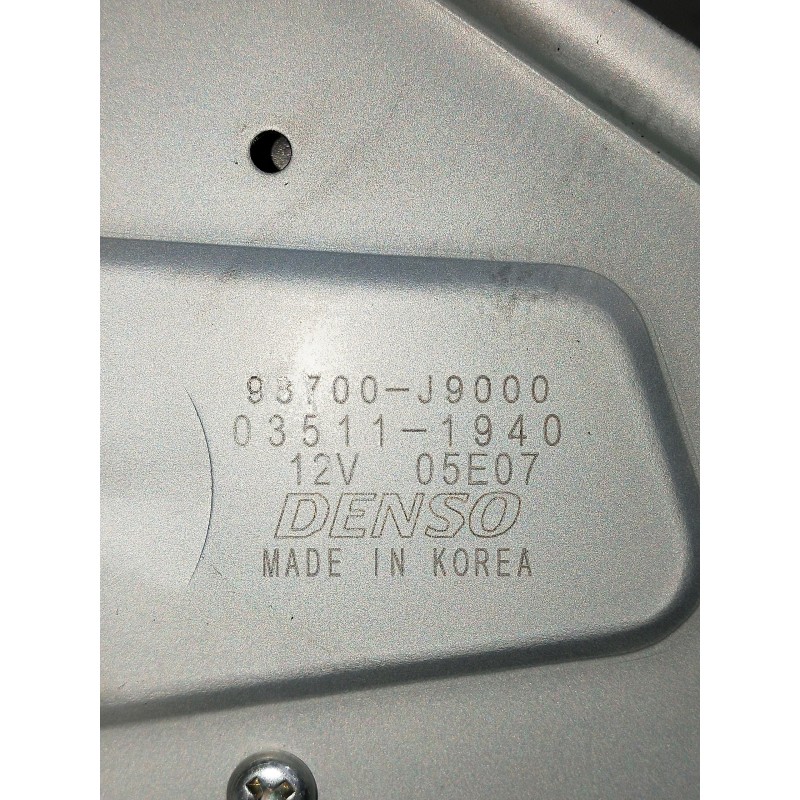 98700-J9000
03511-1940
12V 05E07
DENSO
MADE IN KOREA